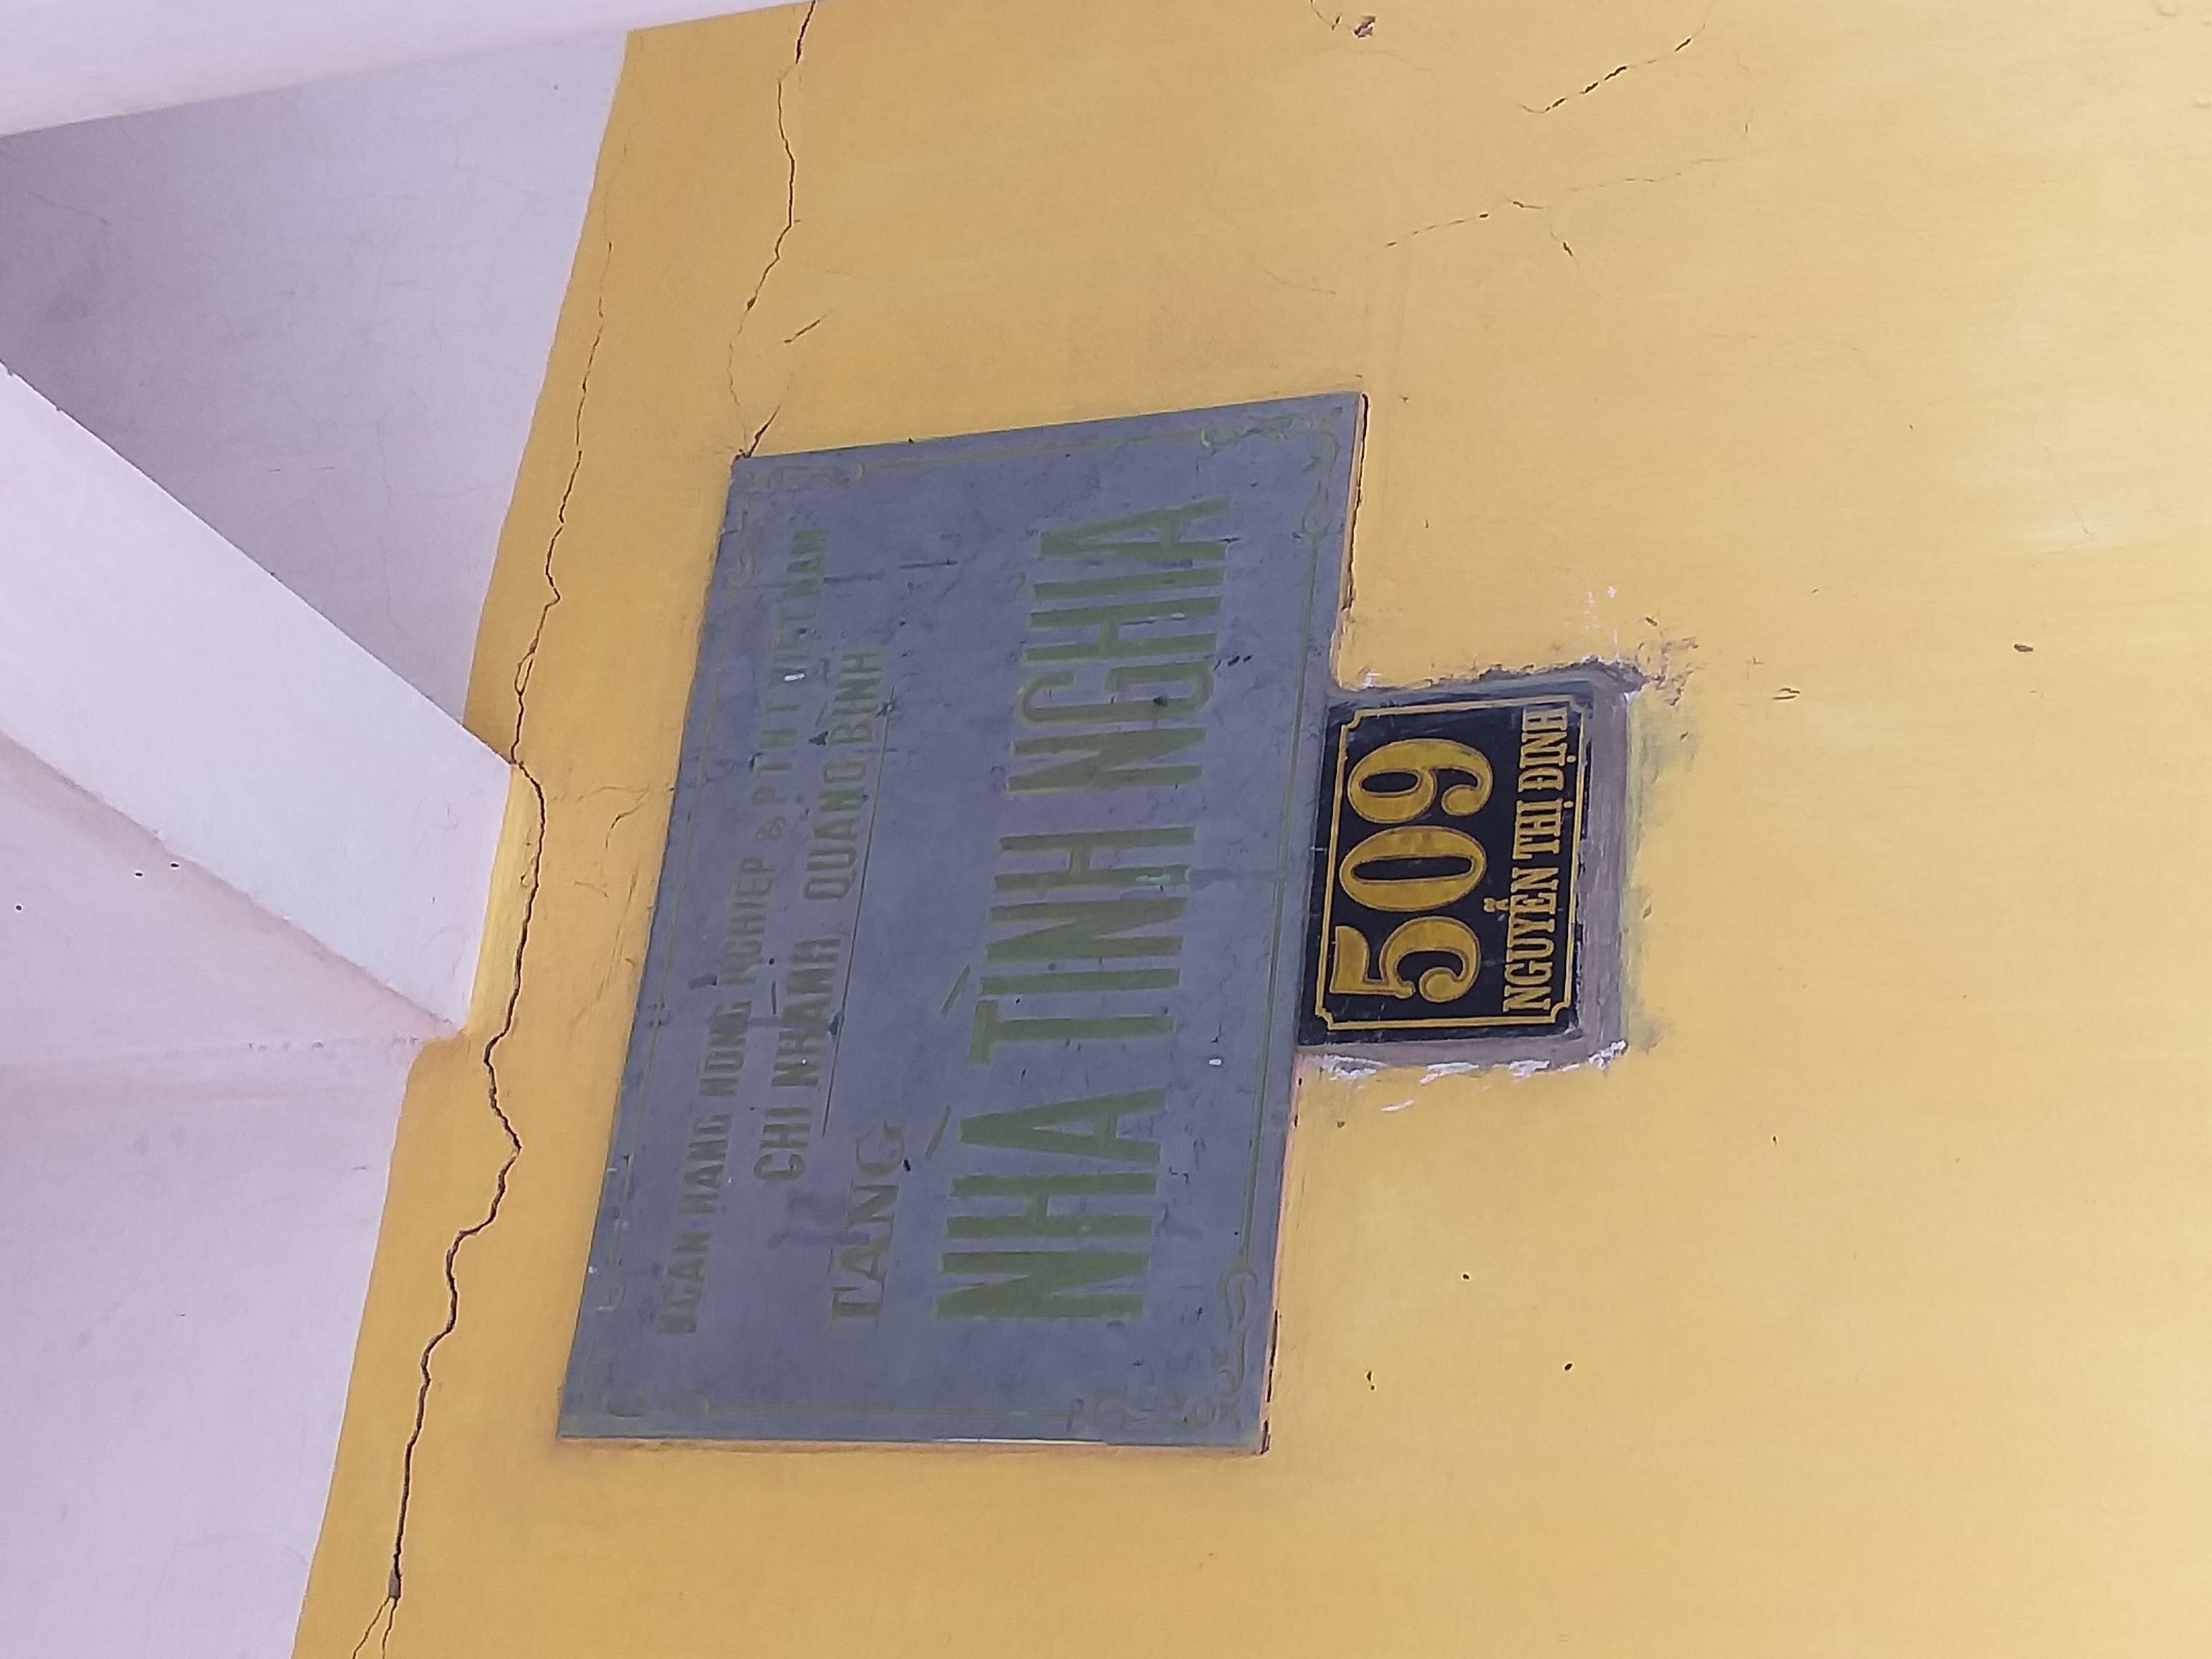 NGÂN HÀNG NÔNG NGHIỆP & PTNT VIỆT NAM
CHI NHÁNH QUẢNG BÌNH
TẶNG
NHÀ TÌNH NGHĨA
509
NGUYỄN THỊ ĐỊNH